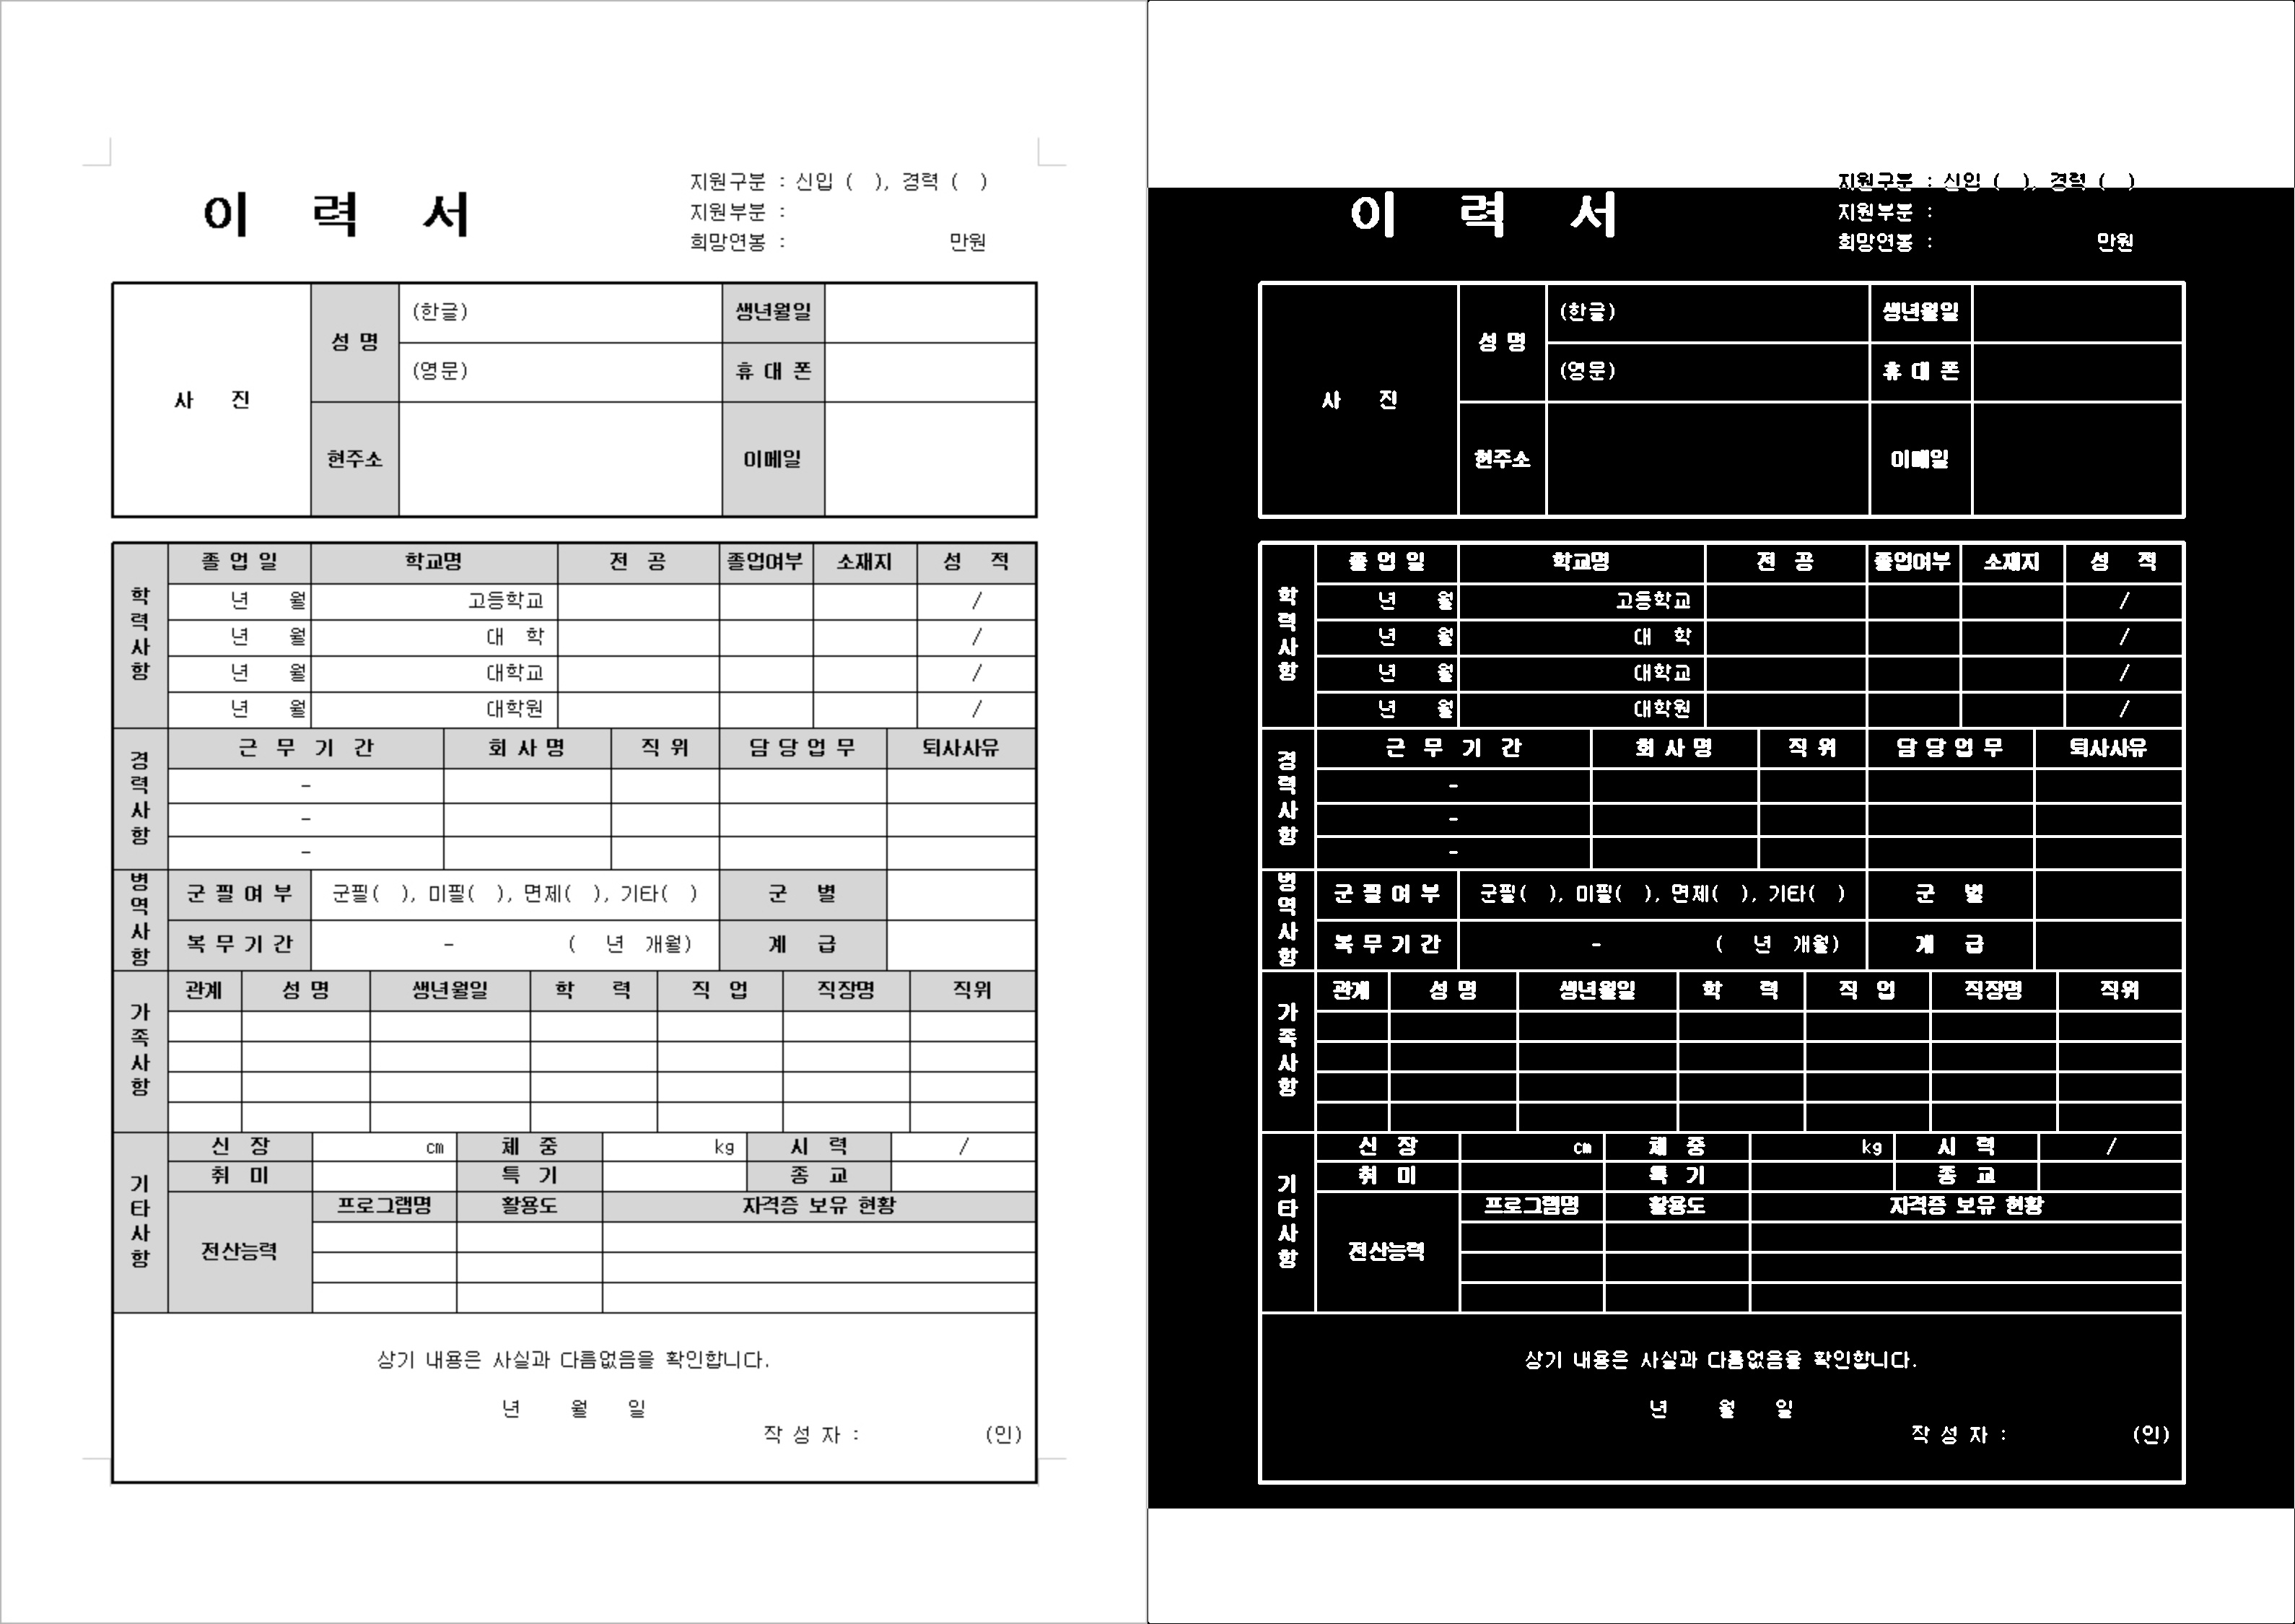 이 력 서
지원구분 : 신입 ( ), 경력 ( )
지원부분 :
희망연봉 : 만원
사 진
성 명
(한글)
생년월일
(영문)
휴 대 폰
현주소
이메일
학력사항
졸 업 일 학교명 전 공 졸업여부 소재지 성 적
년 월 고등학교 /
년 월 대 학 /
년 월 대학교 /
년 월 대학원 /
경력사항
근 무 기 간 회 사 명 직 위 담 당 업 무 퇴사사유
-
-
-
병역사항
군 필 여 부 군필( ), 미필( ), 면제( ), 기타( ) 군 별
복 무 기 간 - ( 년 개월) 계 급
가족사항
관계 성 명 생년월일 학 력 직 업 직장명 직위
기타사항
신 장 cm 체 중 kg 시 력 /
취 미 특 기 종 교
전산능력
프로그램명 활용도 자격증 보유 현황
상기 내용은 사실과 다름없음을 확인합니다.
년 월 일
작 성 자 : (인)
이 력 서
지원구분 : 신입 ( ), 경력 ( )
지원부분 :
희망연봉 : 만원
사 진
성 명
(한글)
생년월일
(영문)
휴 대 폰
현주소
이메일
학력사항
졸 업 일 학교명 전 공 졸업여부 소재지 성 적
년 월 고등학교 /
년 월 대 학 /
년 월 대학교 /
년 월 대학원 /
경력사항
근 무 기 간 회 사 명 직 위 담 당 업 무 퇴사사유
-
-
-
병역사항
군 필 여 부 군필( ), 미필( ), 면제( ), 기타( ) 군 별
복 무 기 간 - ( 년 개월) 계 급
가족사항
관계 성 명 생년월일 학 력 직 업 직장명 직위
기타사항
신 장 cm 체 중 kg 시 력 /
취 미 특 기 종 교
전산능력
프로그램명 활용도 자격증 보유 현황
상기 내용은 사실과 다름없음을 확인합니다.
년 월 일
작 성 자 : (인)